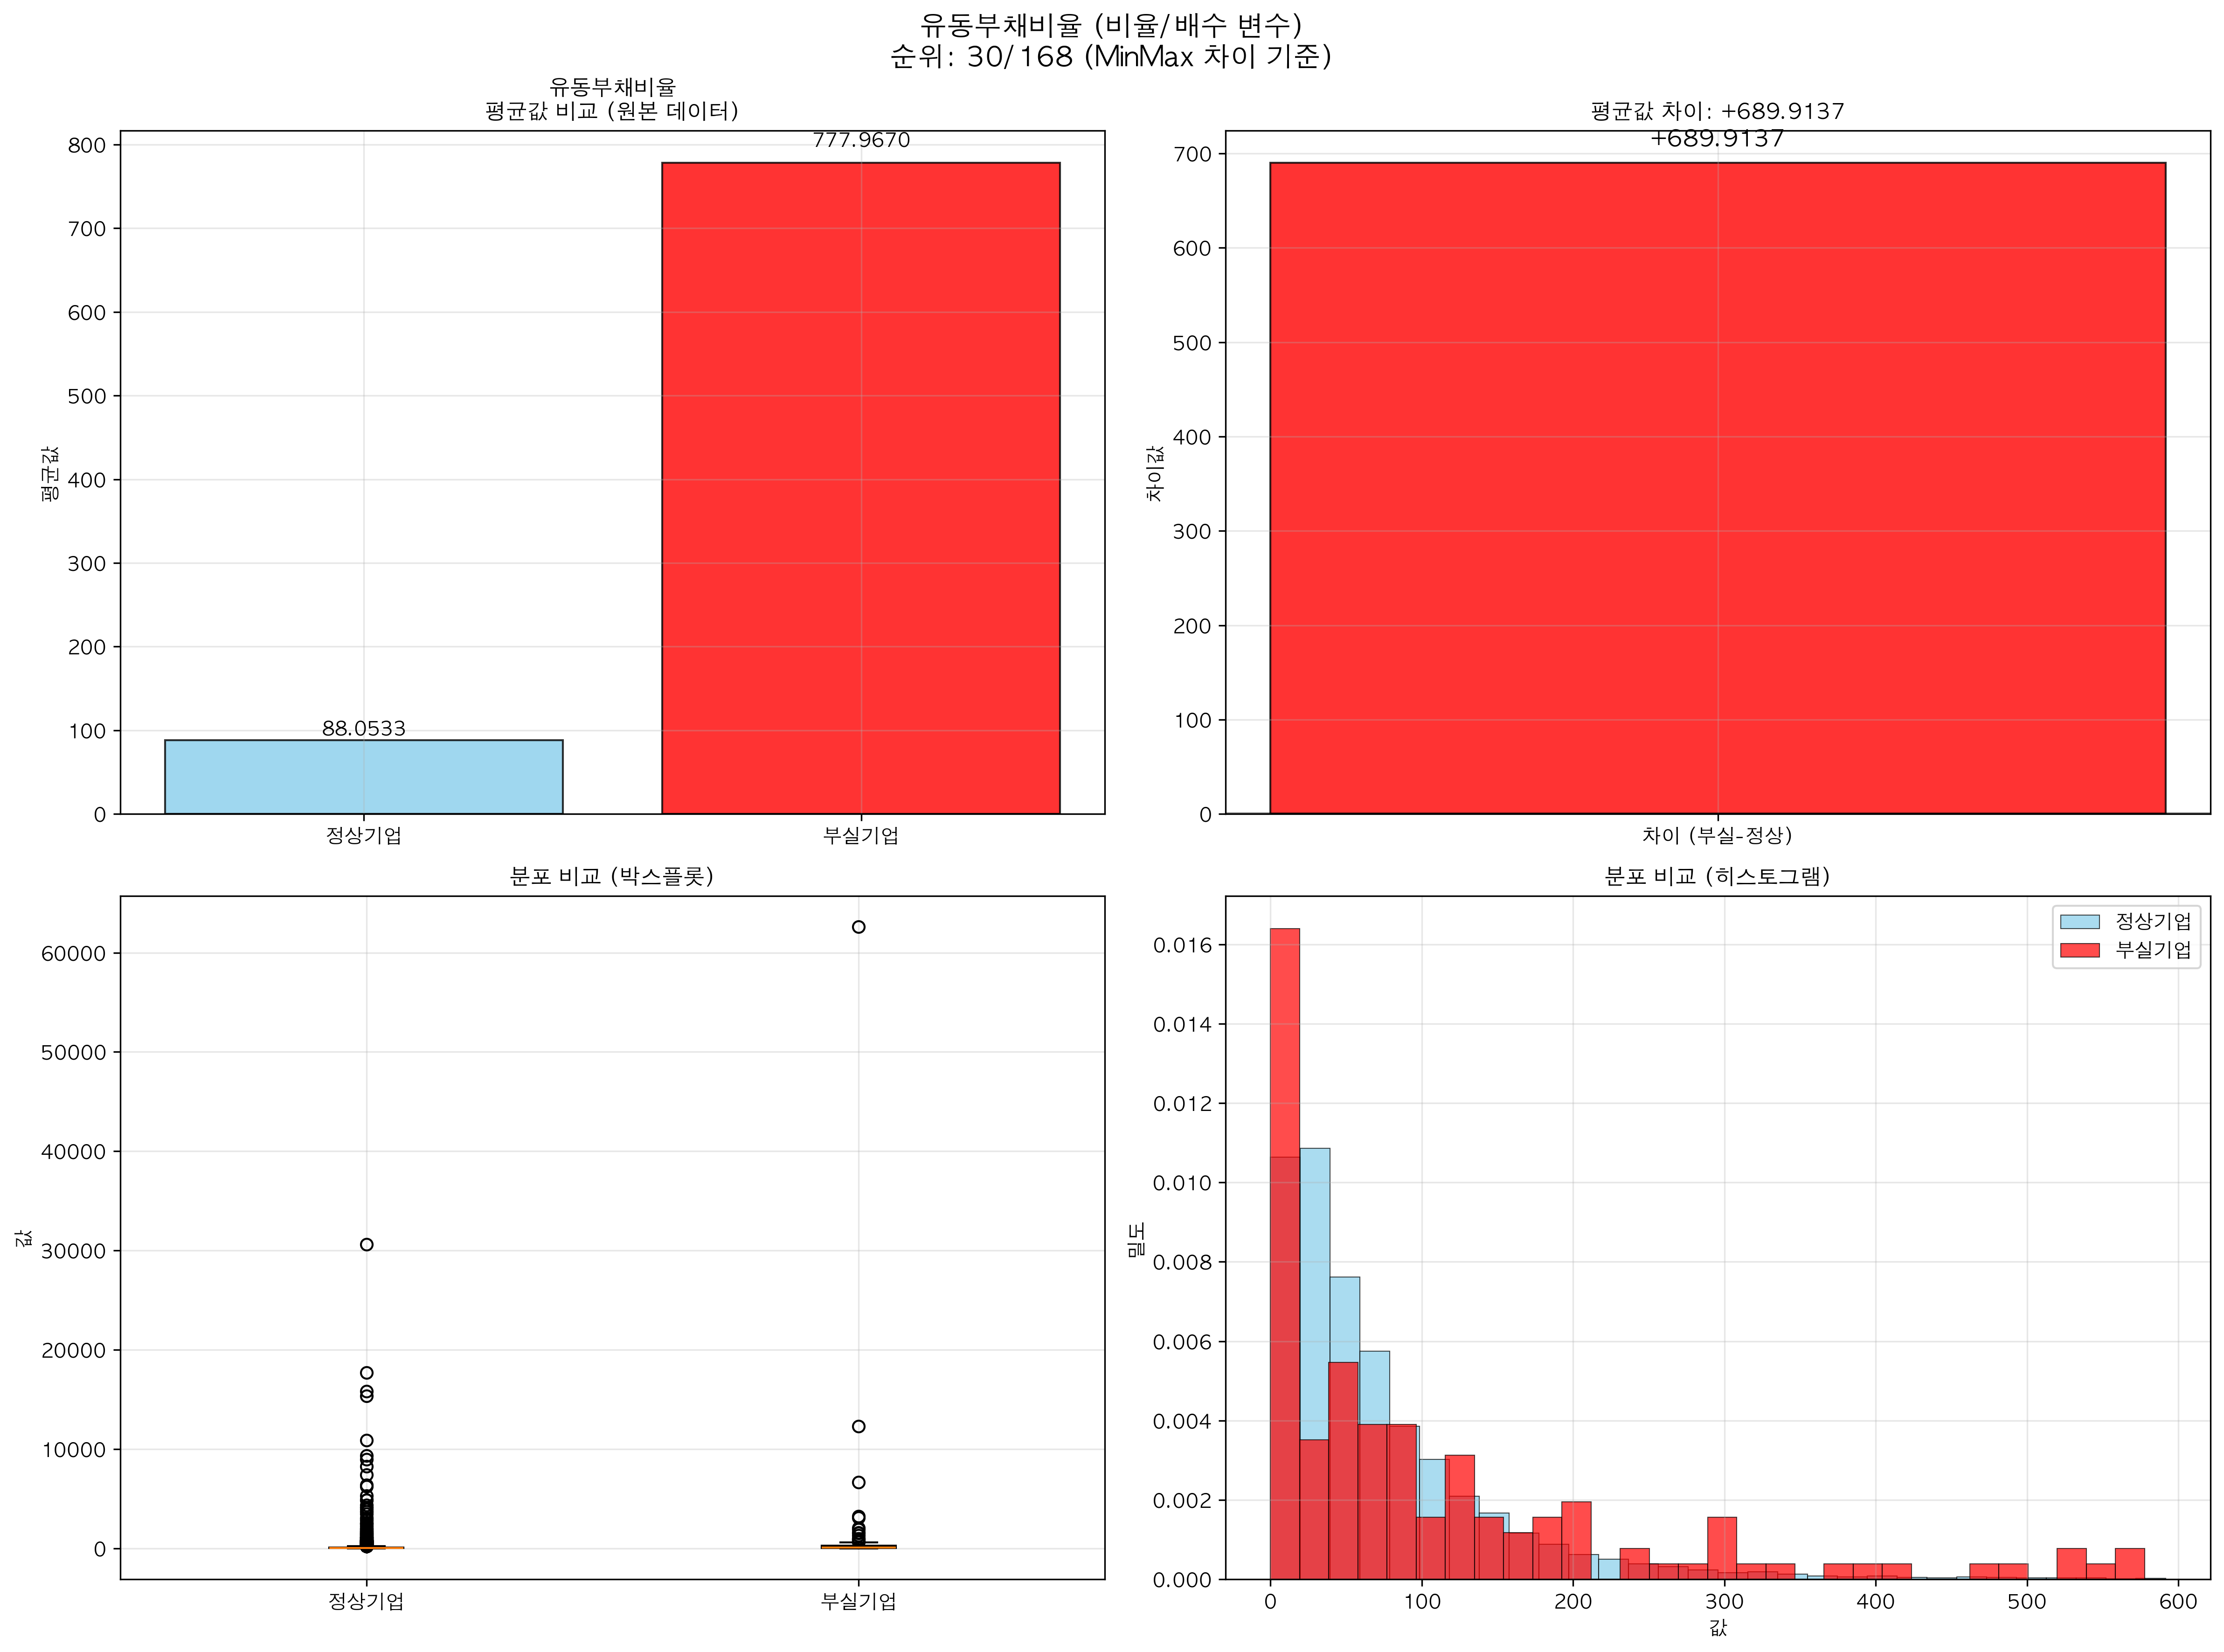 유동부채비율 (비율/배수 변수)
순위: 30/168 (MinMax 차이 기준)
유동부채비율
평균값 비교 (원본 데이터)
800
700
600
500
400
300
200
100
0
평균값
88.0533
777.9670
정상기업
부실기업
평균값 차이: +689.9137
+689.9137
700
600
500
400
300
200
100
0
차이값
차이 (부실-정상)
분포 비교 (박스플롯)
60000
50000
40000
30000
20000
10000
0
값
정상기업
부실기업
분포 비교 (히스토그램)
정상기업
부실기업
0.016
0.014
0.012
0.010
0.008
0.006
0.004
0.002
0.000
밀도
0
100
200
300
400
500
600
값